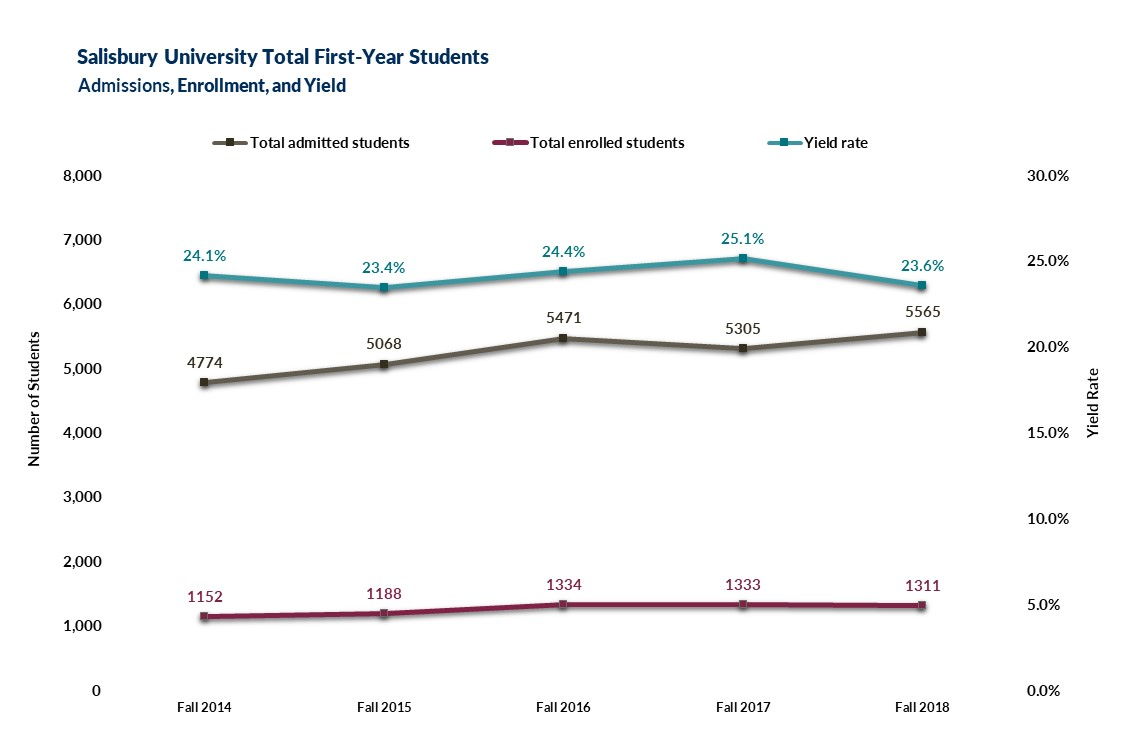 Salisbury University Total First-Year Students
Admissions, Enrollment, and Yield
Total admitted students Total enrolled students Yield rate
8,000 30.0%
7,000 24.1% 23.4% 24.4% 25.1% 23.6% 25.0%
6,000
4774 5068 5471 5305 5565
5,000 20.0%
4,000 15.0%
3,000 10.0%
2,000
1152 1188 1334 1333 1311
1,000 5.0%
0 0.0%
Fall 2014 Fall 2015 Fall 2016 Fall 2017 Fall 2018
Number of Students
Yield Rate